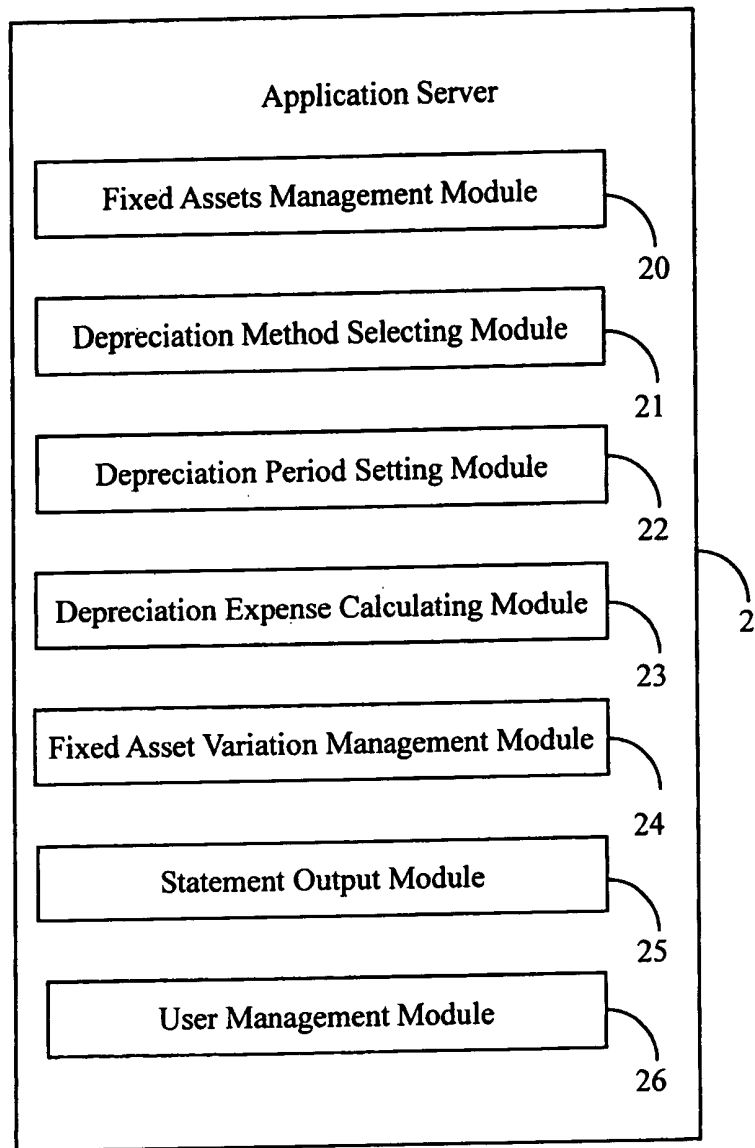 Application Server
Fixed Assets Management Module
20
Depreciation Method Selecting Module
21
Depreciation Period Setting Module
22
Depreciation Expense Calculating Module
23
2
Fixed Asset Variation Management Module
24
Statement Output Module
25
User Management Module
26